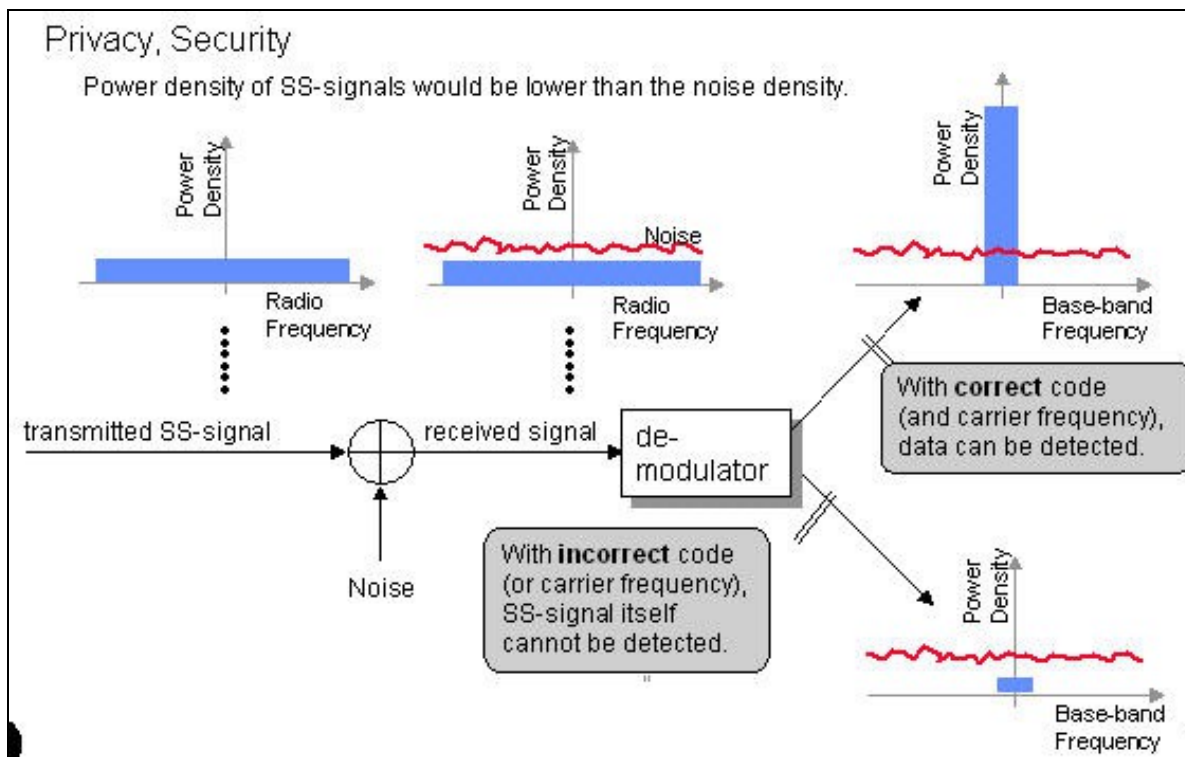 Privacy, Security
Power density of SS-signals would be lower than the noise density.
Power
Density
Radio
Frequency
Power
Density
Noise
Radio
Frequency
Power
Density
Base-band
Frequency
With correct code
(and carrier frequency),
data can be detected.
transmitted SS-signal
received signal
de-
modulator
Noise
With incorrect code
(or carrier frequency),
SS-signal itself
cannot be detected.
Power
Density
Base-band
Frequency